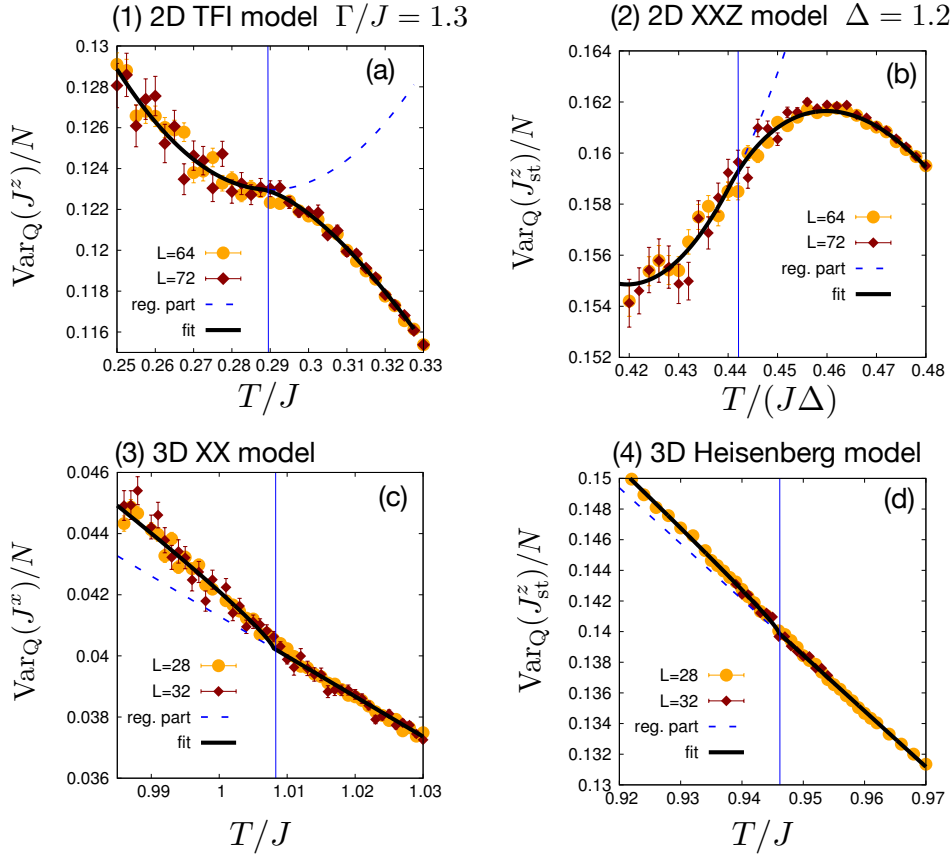 (1) 2D TFI model Γ/J = 1.3
(a)
Var_Q(J^z)/N
0.13
0.128
0.126
0.124
0.122
0.12
0.118
0.116
L=64
L=72
reg. part
fit
0.25 0.26 0.27 0.28 0.29 0.3 0.31 0.32 0.33
T/J
(2) 2D XXZ model Δ = 1.2
(b)
Var_Q(J^z_st)/N
0.164
0.162
0.16
0.158
0.156
0.154
0.152
L=64
L=72
reg. part
fit
0.42 0.43 0.44 0.45 0.46 0.47 0.48
T/(JΔ)
(3) 3D XX model
(c)
Var_Q(J^x)/N
0.046
0.044
0.042
0.04
0.038
0.036
L=28
L=32
reg. part
fit
0.99 1 1.01 1.02 1.03
T/J
(4) 3D Heisenberg model
(d)
Var_Q(J^z_st)/N
0.15
0.148
0.146
0.144
0.142
0.14
0.138
0.136
0.134
0.132
0.13
L=28
L=32
reg. part
fit
0.92 0.93 0.94 0.95 0.96 0.97
T/J